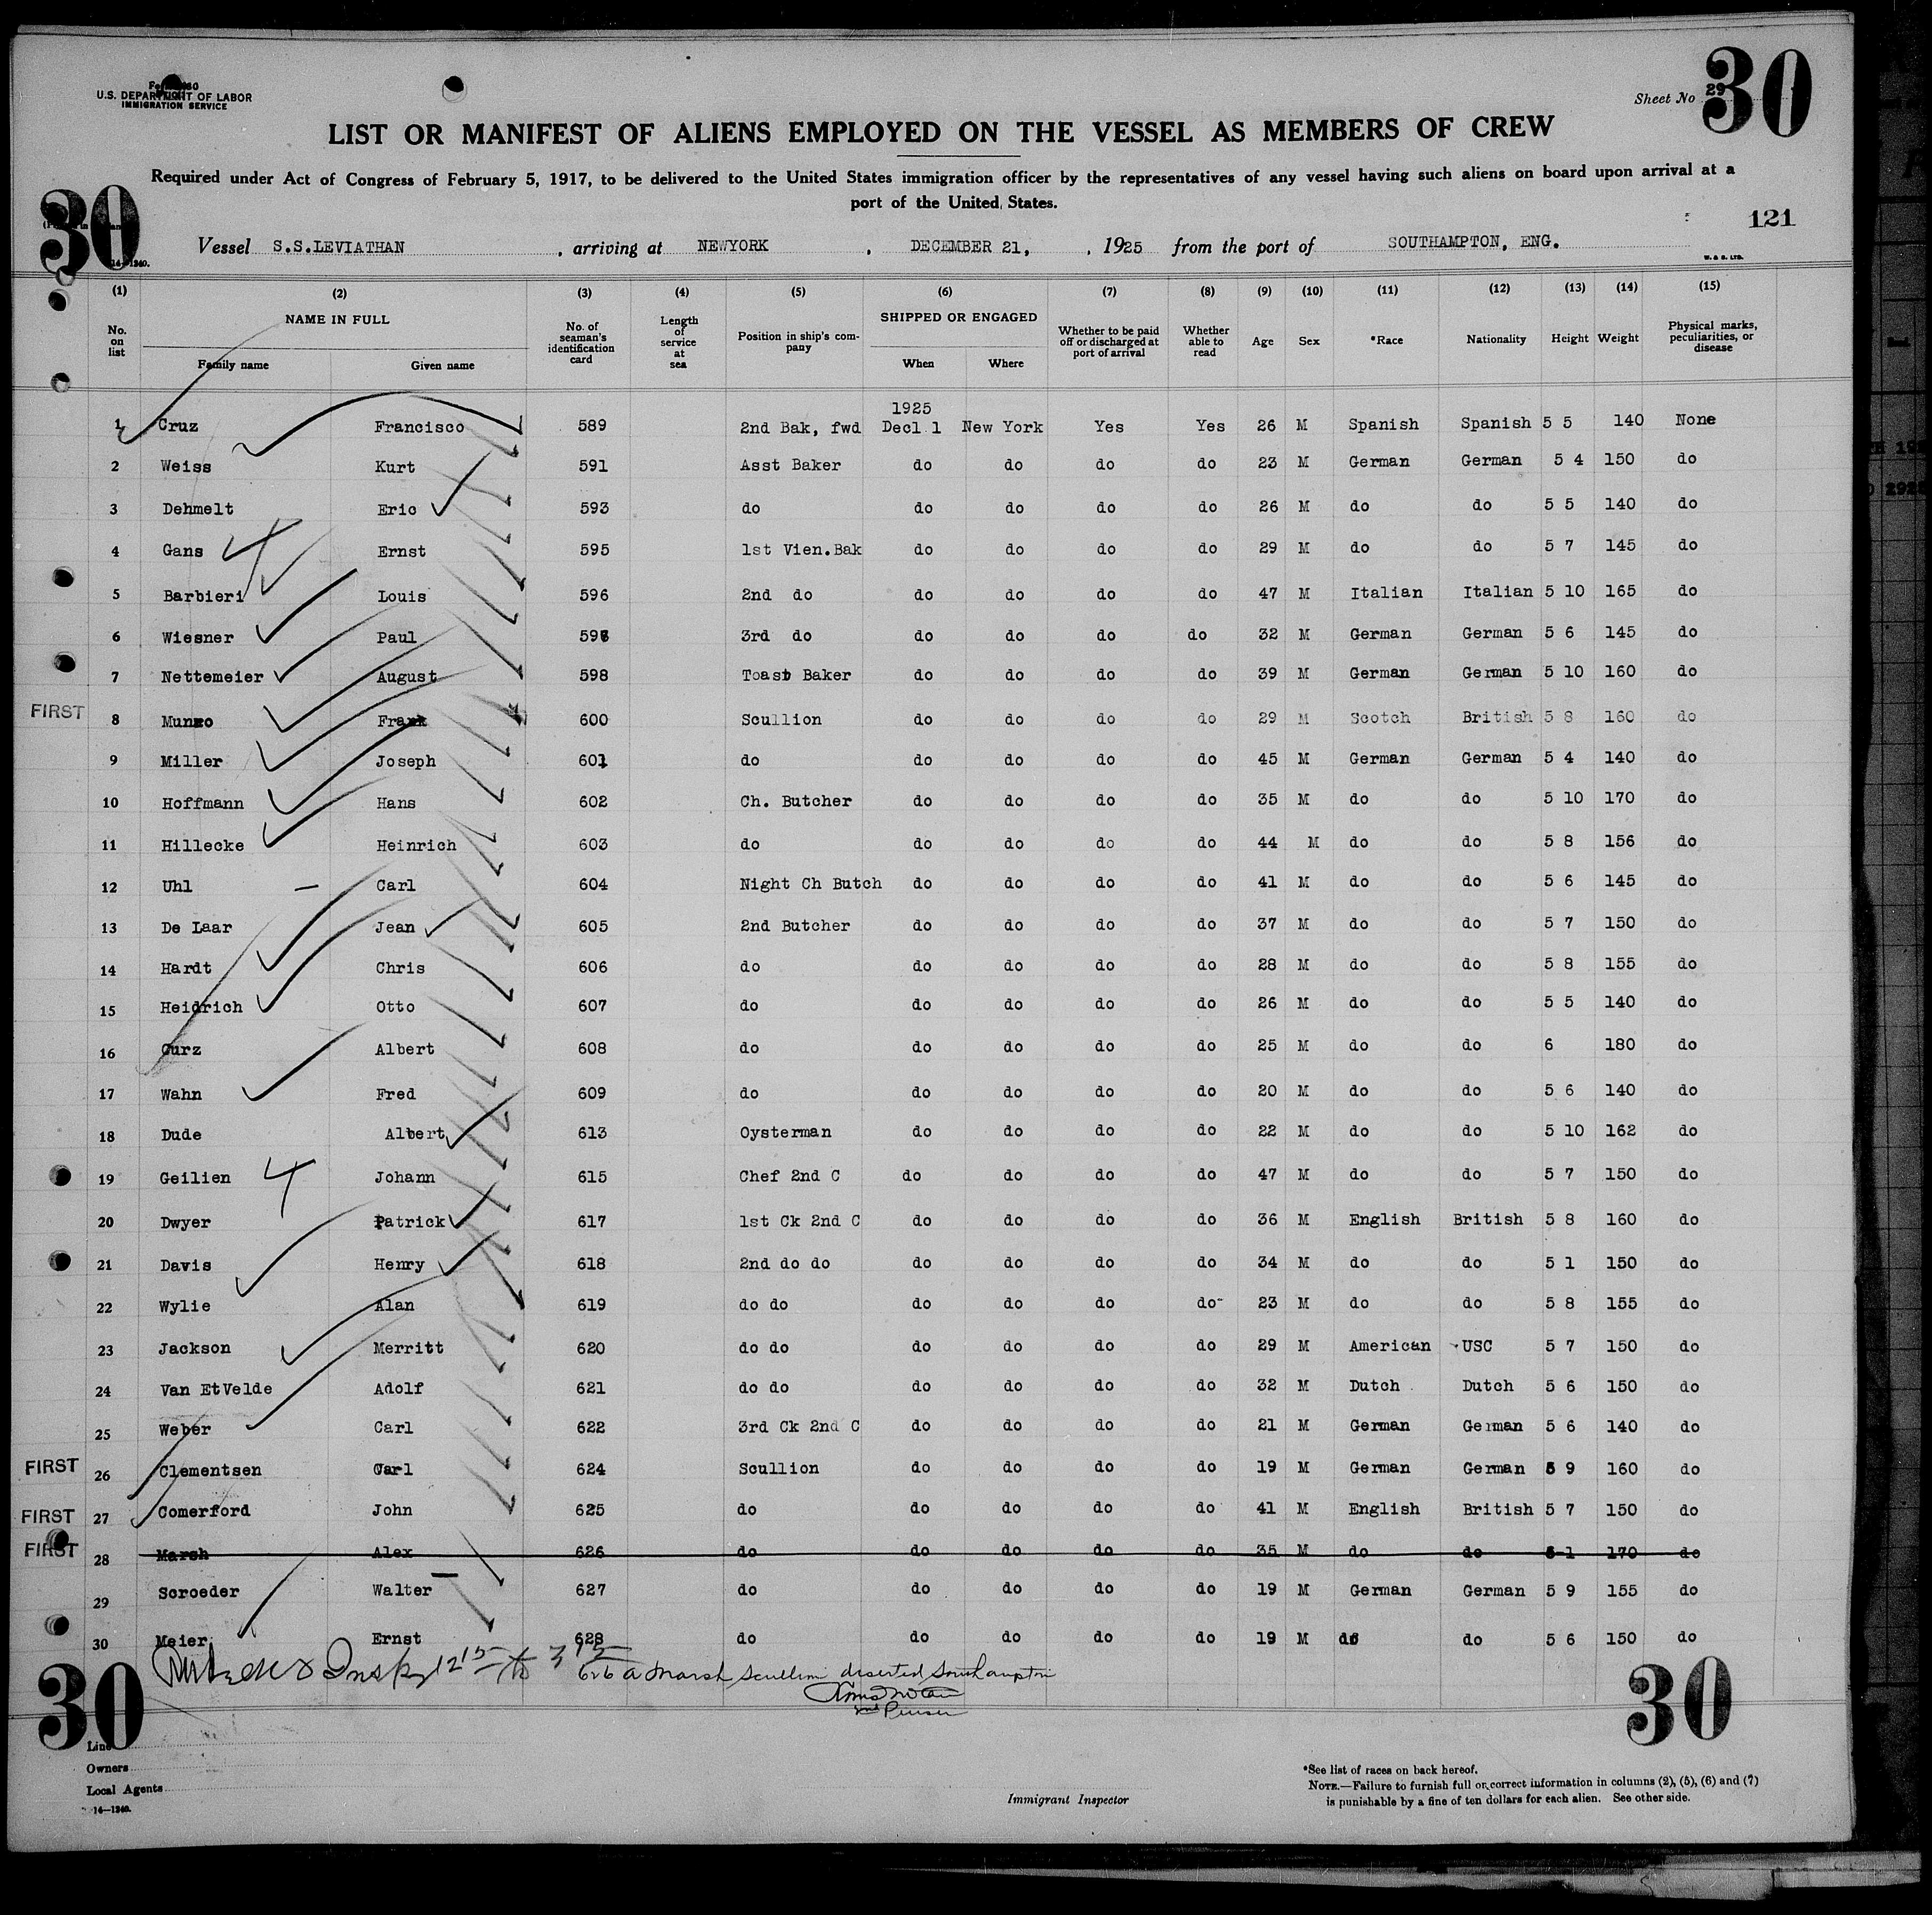 U.S. DEPARTMENT OF LABOR
IMMIGRATION SERVICE
Sheet No 29
30
LIST OR MANIFEST OF ALIENS EMPLOYED ON THE VESSEL AS MEMBERS OF CREW
Required under Act of Congress of February 5, 1917, to be delivered to the United States immigration officer by the representatives of any vessel having such aliens on board upon arrival at a
port of the United States.
30
121
Vessel S.S.LEVIATHAN , arriving at NEWYORK , DECEMBER 21, , 1925 from the port of SOUTHAMPTON, ENG.
14-1240.
W. & S. LTD.
(1) (2) (3) (4) (5) (6) (7) (8) (9) (10) (11) (12) (13) (14) (15)
No. on list NAME IN FULL Family name Given name No. of seaman's identification card Length of service at sea Position in ship's company SHIPPED OR ENGAGED When Where Whether to be paid off or discharged at port of arrival Whether able to read Age Sex *Race Nationality Height Weight Physical marks, peculiarities, or disease
1925
1 Cruz Francisco 589 2nd Bak, fwd Decl 1 New York Yes Yes 26 M Spanish Spanish 5 5 140 None
2 Weiss Kurt 591 Asst Baker do do do do 23 M German German 5 4 150 do
3 Dehmelt Eric 593 do do do do do 26 M do do 5 5 140 do
4 Gans Ernst 595 1st Vien.Bak do do do do 29 M do do 5 7 145 do
5 Barbieri Louis 596 2nd do do do do do 47 M Italian Italian 5 10 165 do
6 Wiesner Paul 597 3rd do do do do do 32 M German German 5 6 145 do
7 Nettemeier August 598 Toast Baker do do do do 39 M German German 5 10 160 do
FIRST 8 Munro Frank 600 Scullion do do do do 29 M Scotch British 5 8 160 do
9 Miller Joseph 601 do do do do do 45 M German German 5 4 140 do
10 Hoffmann Hans 602 Ch. Butcher do do do do 35 M do do 5 10 170 do
11 Hillecke Heinrich 603 do do do do do 44 M do do 5 8 156 do
12 Uhl Carl 604 Night Ch Butch do do do do 41 M do do 5 6 145 do
13 De Laar Jean 605 2nd Butcher do do do do 37 M do do 5 7 150 do
14 Hardt Chris 606 do do do do do 28 M do do 5 8 155 do
15 Heidrich Otto 607 do do do do do 26 M do do 5 5 140 do
16 Gurz Albert 608 do do do do do 25 M do do 6 180 do
17 Wahn Fred 609 do do do do do 20 M do do 5 6 140 do
18 Dude Albert 613 Oysterman do do do do 22 M do do 5 10 162 do
19 Geilien Johann 615 Chef 2nd C do do do do 47 M do do 5 7 150 do
20 Dwyer Patrick 617 1st Ck 2nd C do do do do 36 M English British 5 8 160 do
21 Davis Henry 618 2nd do do do do do do 34 M do do 5 1 150 do
22 Wylie Alan 619 do do do do do do 23 M do do 5 8 155 do
23 Jackson Merritt 620 do do do do do do 29 M American USC 5 7 150 do
24 Van EtVelde Adolf 621 do do do do do do 32 M Dutch Dutch 5 6 150 do
25 Weber Carl 622 3rd Ck 2nd C do do do do 21 M German German 5 6 140 do
FIRST 26 Clementsen Carl 624 Scullion do do do do 19 M German German 5 9 160 do
FIRST 27 Comerford John 625 do do do do do 41 M English British 5 7 150 do
FIRST 28 Marsh Alex 626 do do do do do 35 M do do 6-1 170 do
29 Scroeder Walter 627 do do do do do 19 M German German 5 9 155 do
30 Meier Ernst 628 do do do do do 19 M do do 5 6 150 do
626 A Marsh Scullion deserted Southampton
2nd Purser
30
30
Line
Owners
Local Agents
14-1240.
Immigrant Inspector
*See list of races on back hereof.
NOTE.—Failure to furnish full or correct information in columns (2), (5), (6) and (7)
is punishable by a fine of ten dollars for each alien. See other side.